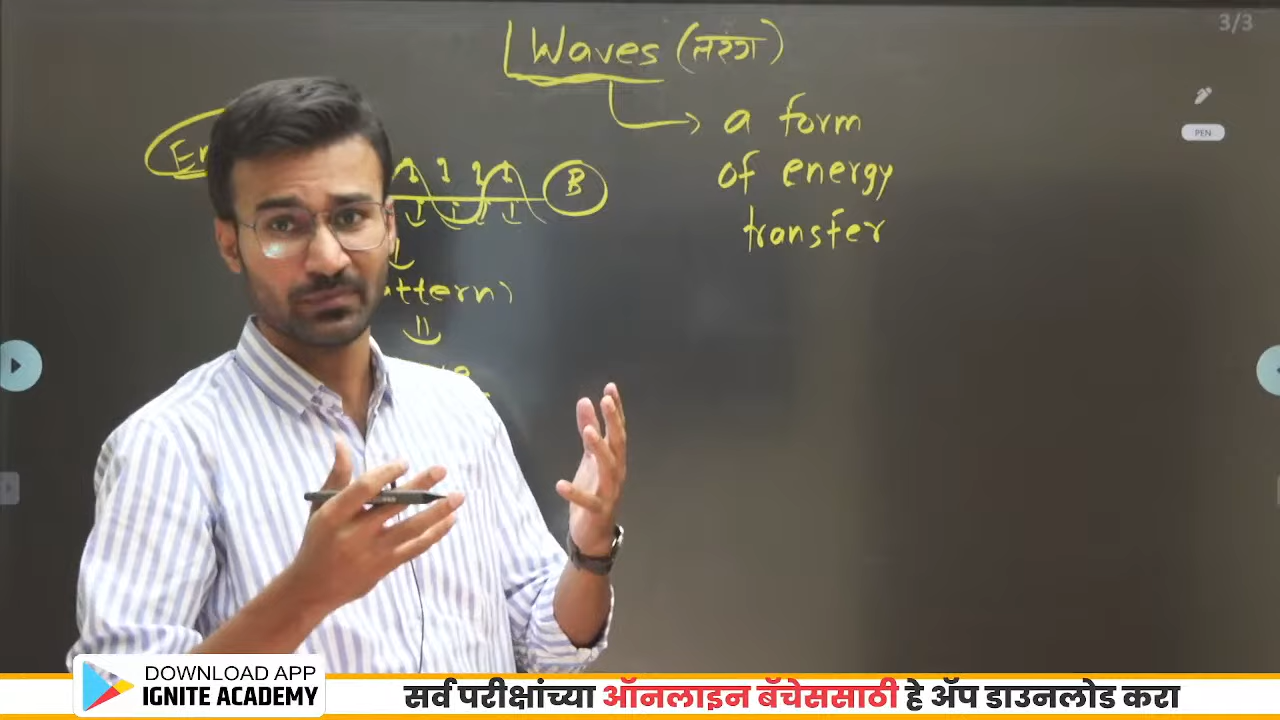 Waves (तरंग)
3/3
a form
of energy
transfer
B
PEN
DOWNLOAD APP
IGNITE ACADEMY
सर्व परीक्षांच्या ऑनलाइन बॅचेससाठी हे ॲप डाउनलोड करा